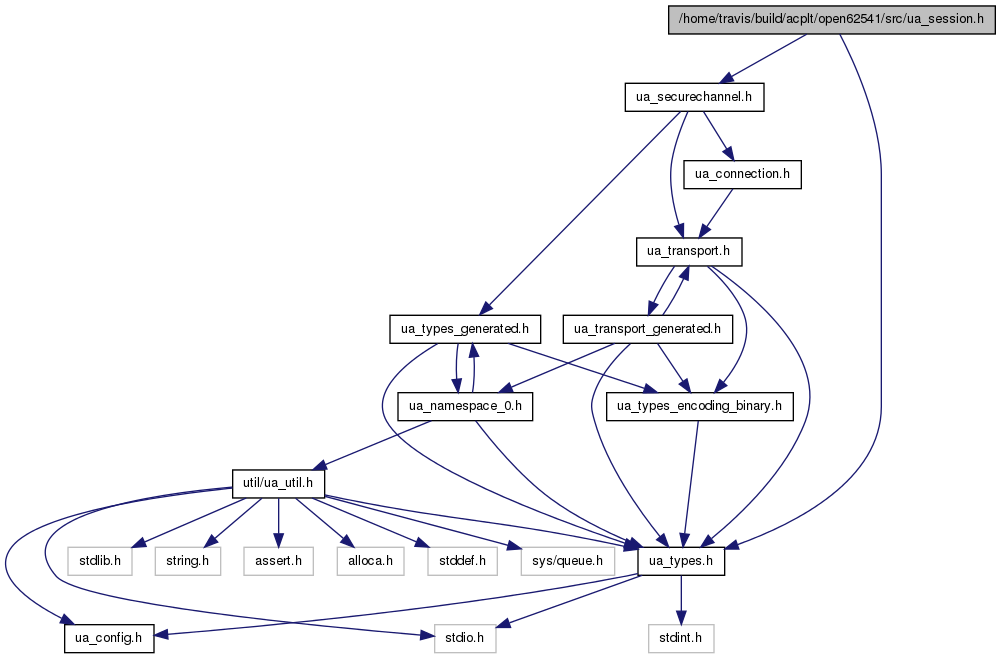 /home/travis/build/acplt/open62541/src/ua_session.h
ua_securechannel.h
ua_connection.h
ua_transport.h
ua_types_generated.h
ua_transport_generated.h
ua_namespace_0.h
ua_types_encoding_binary.h
util/ua_util.h
stdlib.h
string.h
assert.h
alloca.h
stddef.h
sys/queue.h
ua_types.h
ua_config.h
stdio.h
stdint.h